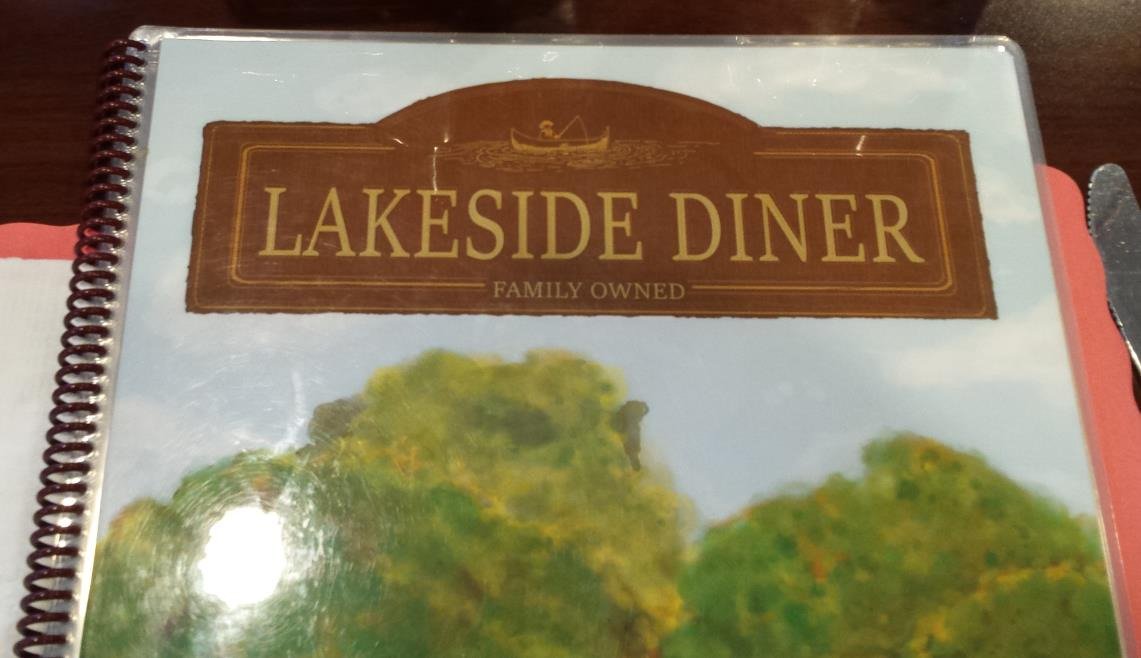 LAKESIDE DINER
FAMILY OWNED